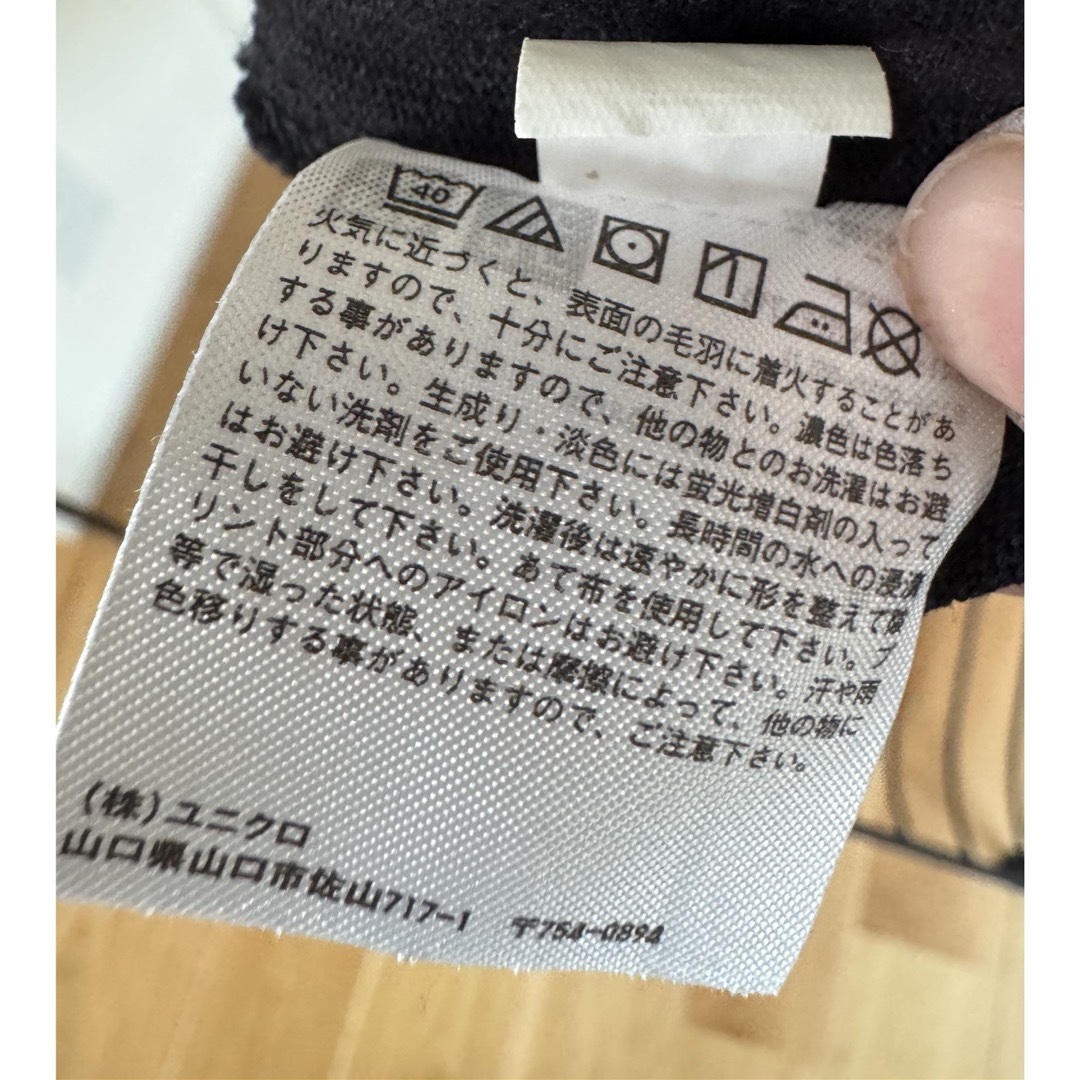 40
火気に近づくと、表面の毛羽に着火することがあ
りますので、十分にご注意下さい。濃色は色落ち
する事がありますので、他の物とのお洗濯はお避
け下さい。生成り・淡色には蛍光増白剤の入って
いない洗剤をご使用下さい。長時間の水への浸漬
はお避け下さい。洗濯後は速やかに形を整えて陰
干しをして下さい。あて布を使用して下さい。プ
リント部分へのアイロンはお避け下さい。汗や雨
等で湿った状態、または摩擦によって、他の物に
色移りする事がありますので、ご注意下さい。
(株)ユニクロ
山口県山口市佐山717-1 〒754-0894